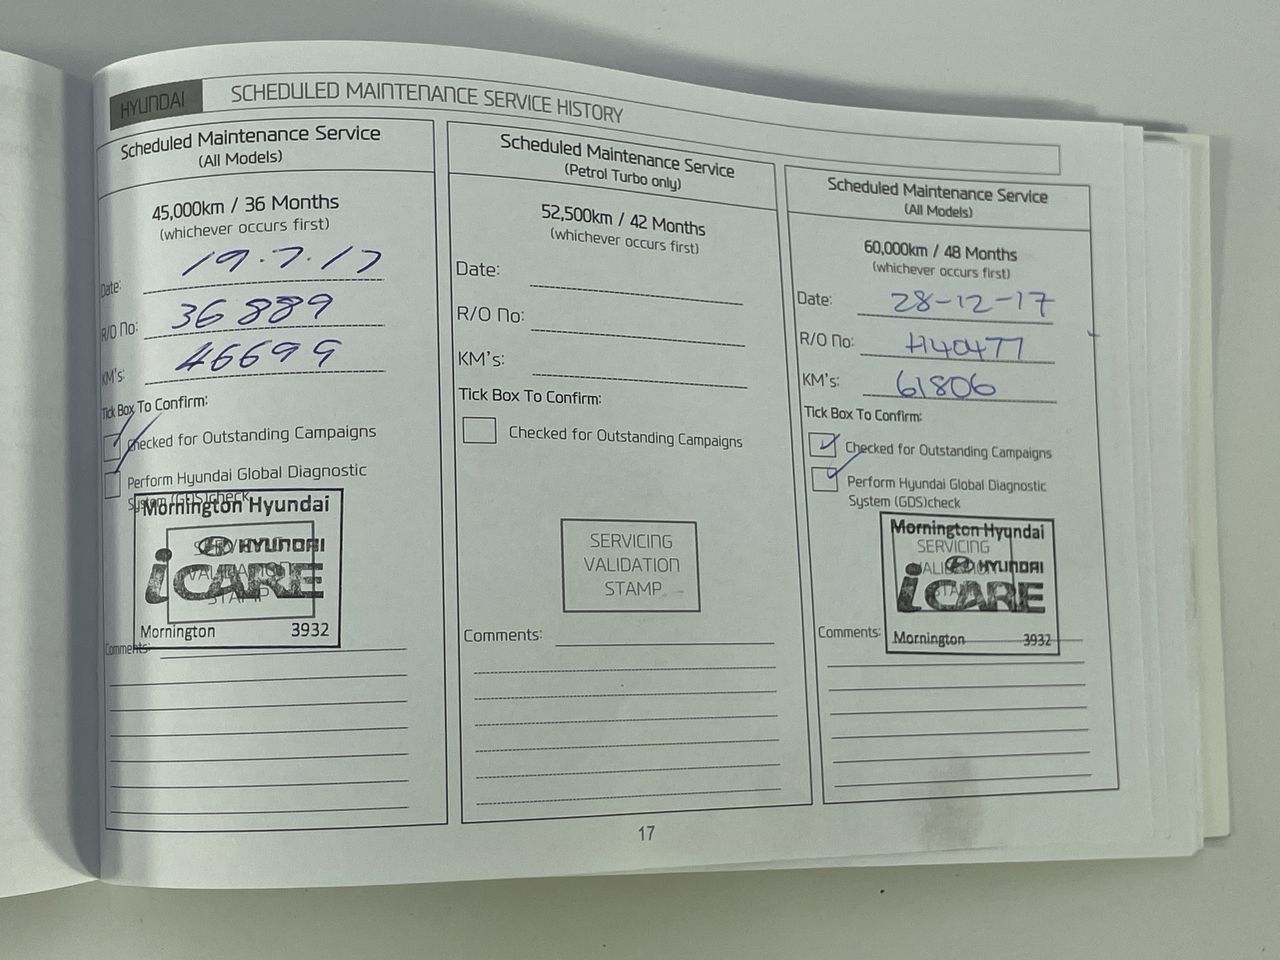 HYUNDAI
SCHEDULED MAINTENANCE SERVICE HISTORY
Scheduled Maintenance Service
(All Models)
45,000km / 36 Months
(whichever occurs first)
Date: 19.7.17
R/O No: 36889
KM's: 46699
Tick Box To Confirm:
Checked for Outstanding Campaigns
Perform Hyundai Global Diagnostic
System (GDS)check
Mornington Hyundai
SERVICING
HYUNDAI
VALIDATION
iCARE
STAMP
Mornington 3932
Comments:
Scheduled Maintenance Service
(Petrol Turbo only)
52,500km / 42 Months
(whichever occurs first)
Date:
R/O No:
KM's:
Tick Box To Confirm:
Checked for Outstanding Campaigns
SERVICING
VALIDATION
STAMP
Comments:
Scheduled Maintenance Service
(All Models)
60,000km / 48 Months
(whichever occurs first)
Date: 28-12-17
R/O No: H40477
KM's: 61806
Tick Box To Confirm:
Checked for Outstanding Campaigns
Perform Hyundai Global Diagnostic
System (GDS)check
Mornington Hyundai
SERVICING
HYUNDAI
VALIDATION
iCARE
STAMP
Comments:
Mornington 3932
17